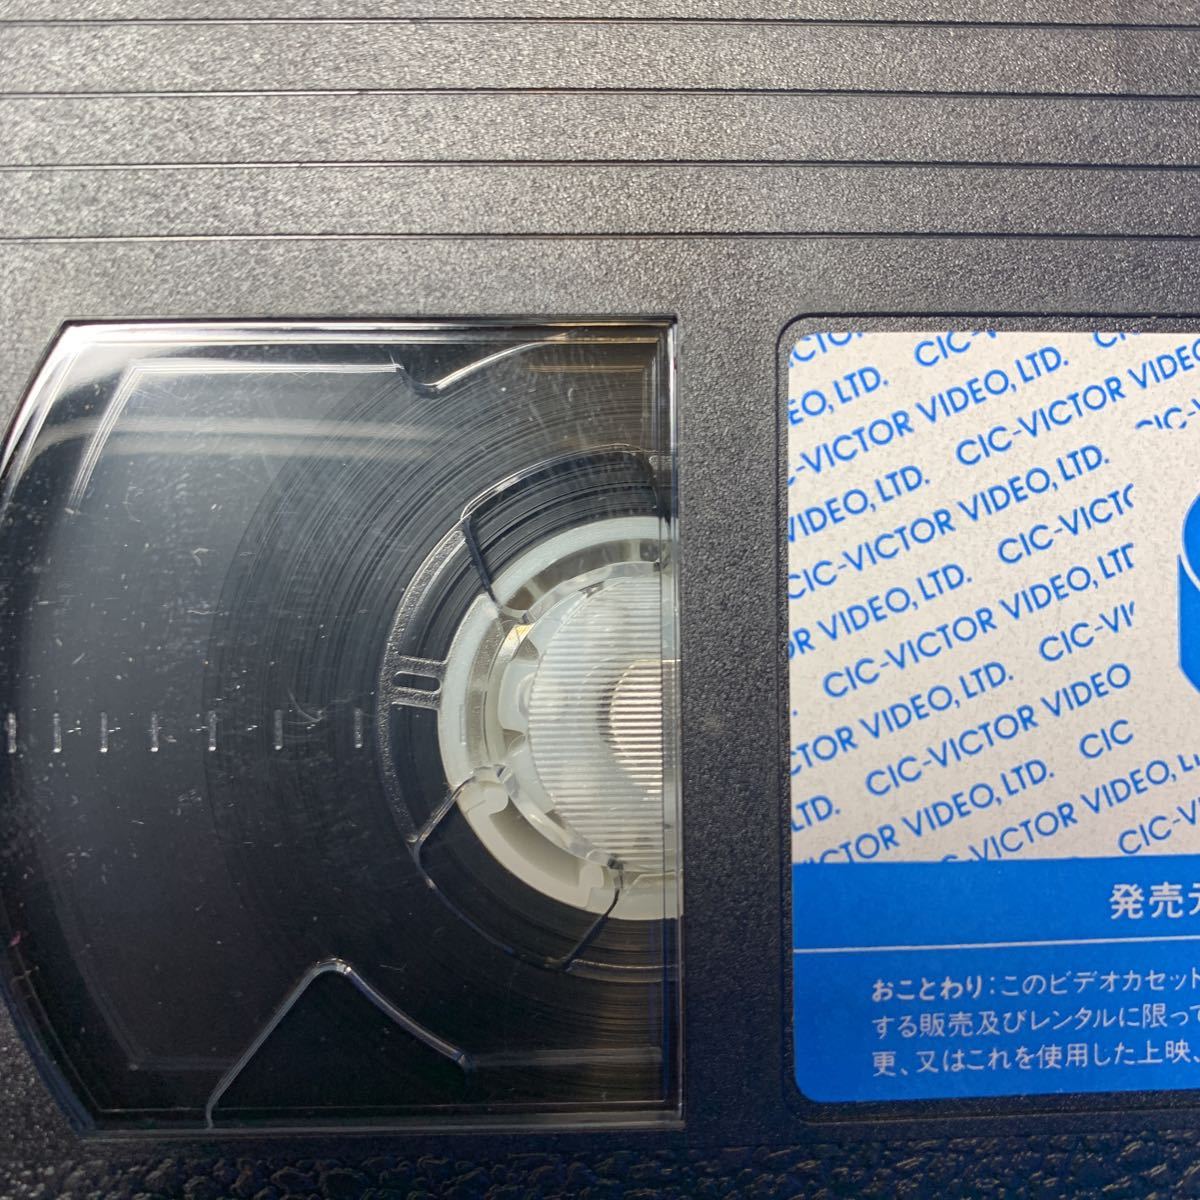 CIC-
VIDEO, LTD.
CIC-VICTOR VIDEO, LTD.
VIDEO, LTD. CIC-VICTOR VIDEO
CIC-VICTOR VIDEO, LTD.
VIDEO, LTD. CIC-VICTOR
CIC-VICTOR VIDEO, LTD.
VICTOR VIDEO, LTD. CIC-VI
CIC-VICTOR VIDEO
VICTOR VIDEO, LTD. CIC
LTD. CIC-VICTOR VIDEO, L
CIC-V
発売元
おことわり:このビデオカセット
する販売及びレンタルに限って
更、又はこれを使用した上映、